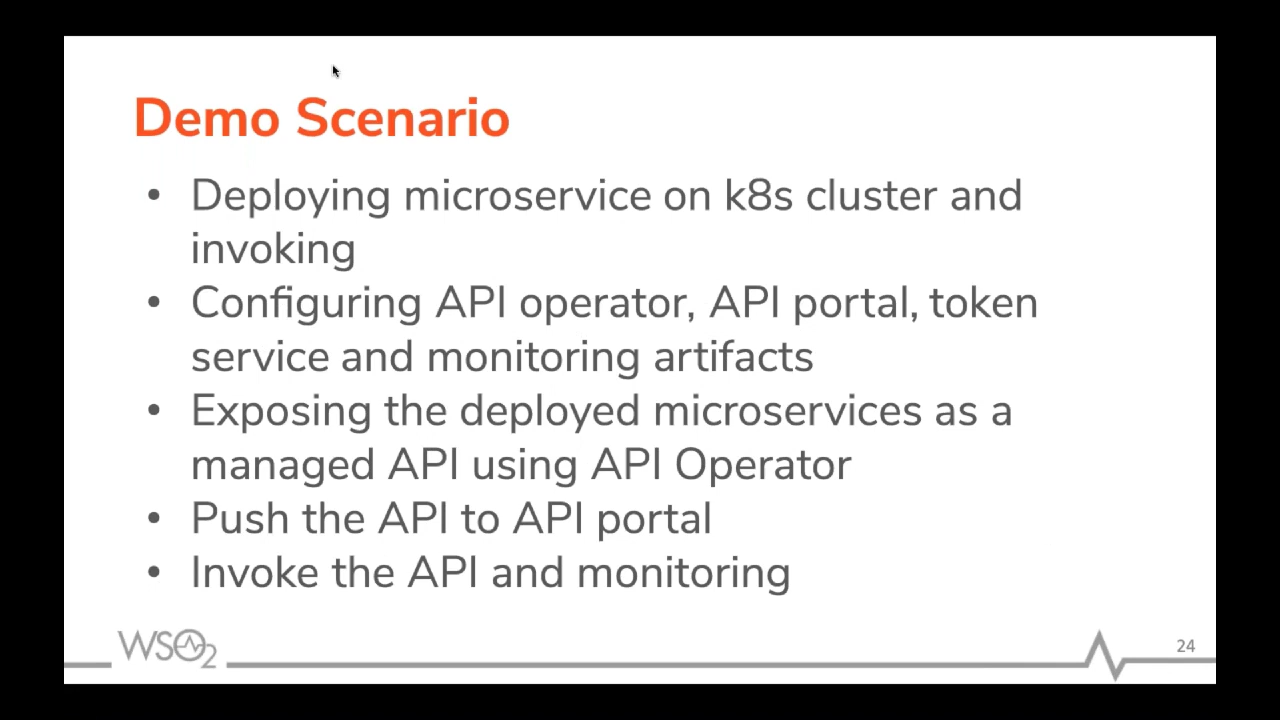 Demo Scenario
• Deploying microservice on k8s cluster and
invoking
• Configuring API operator, API portal, token
service and monitoring artifacts
• Exposing the deployed microservices as a
managed API using API Operator
• Push the API to API portal
• Invoke the API and monitoring
WSO2
24